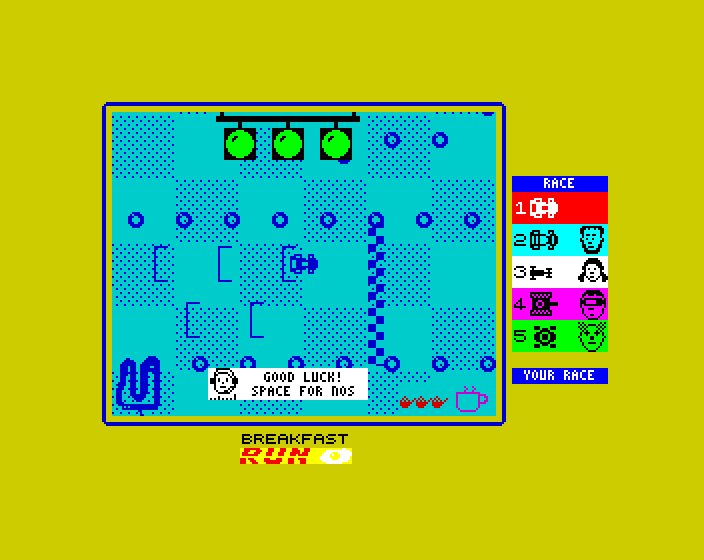 RACE
1
2
3
4
5
GOOD LUCK!
SPACE FOR NOS
YOUR RACE
BREAKFAST
RUN